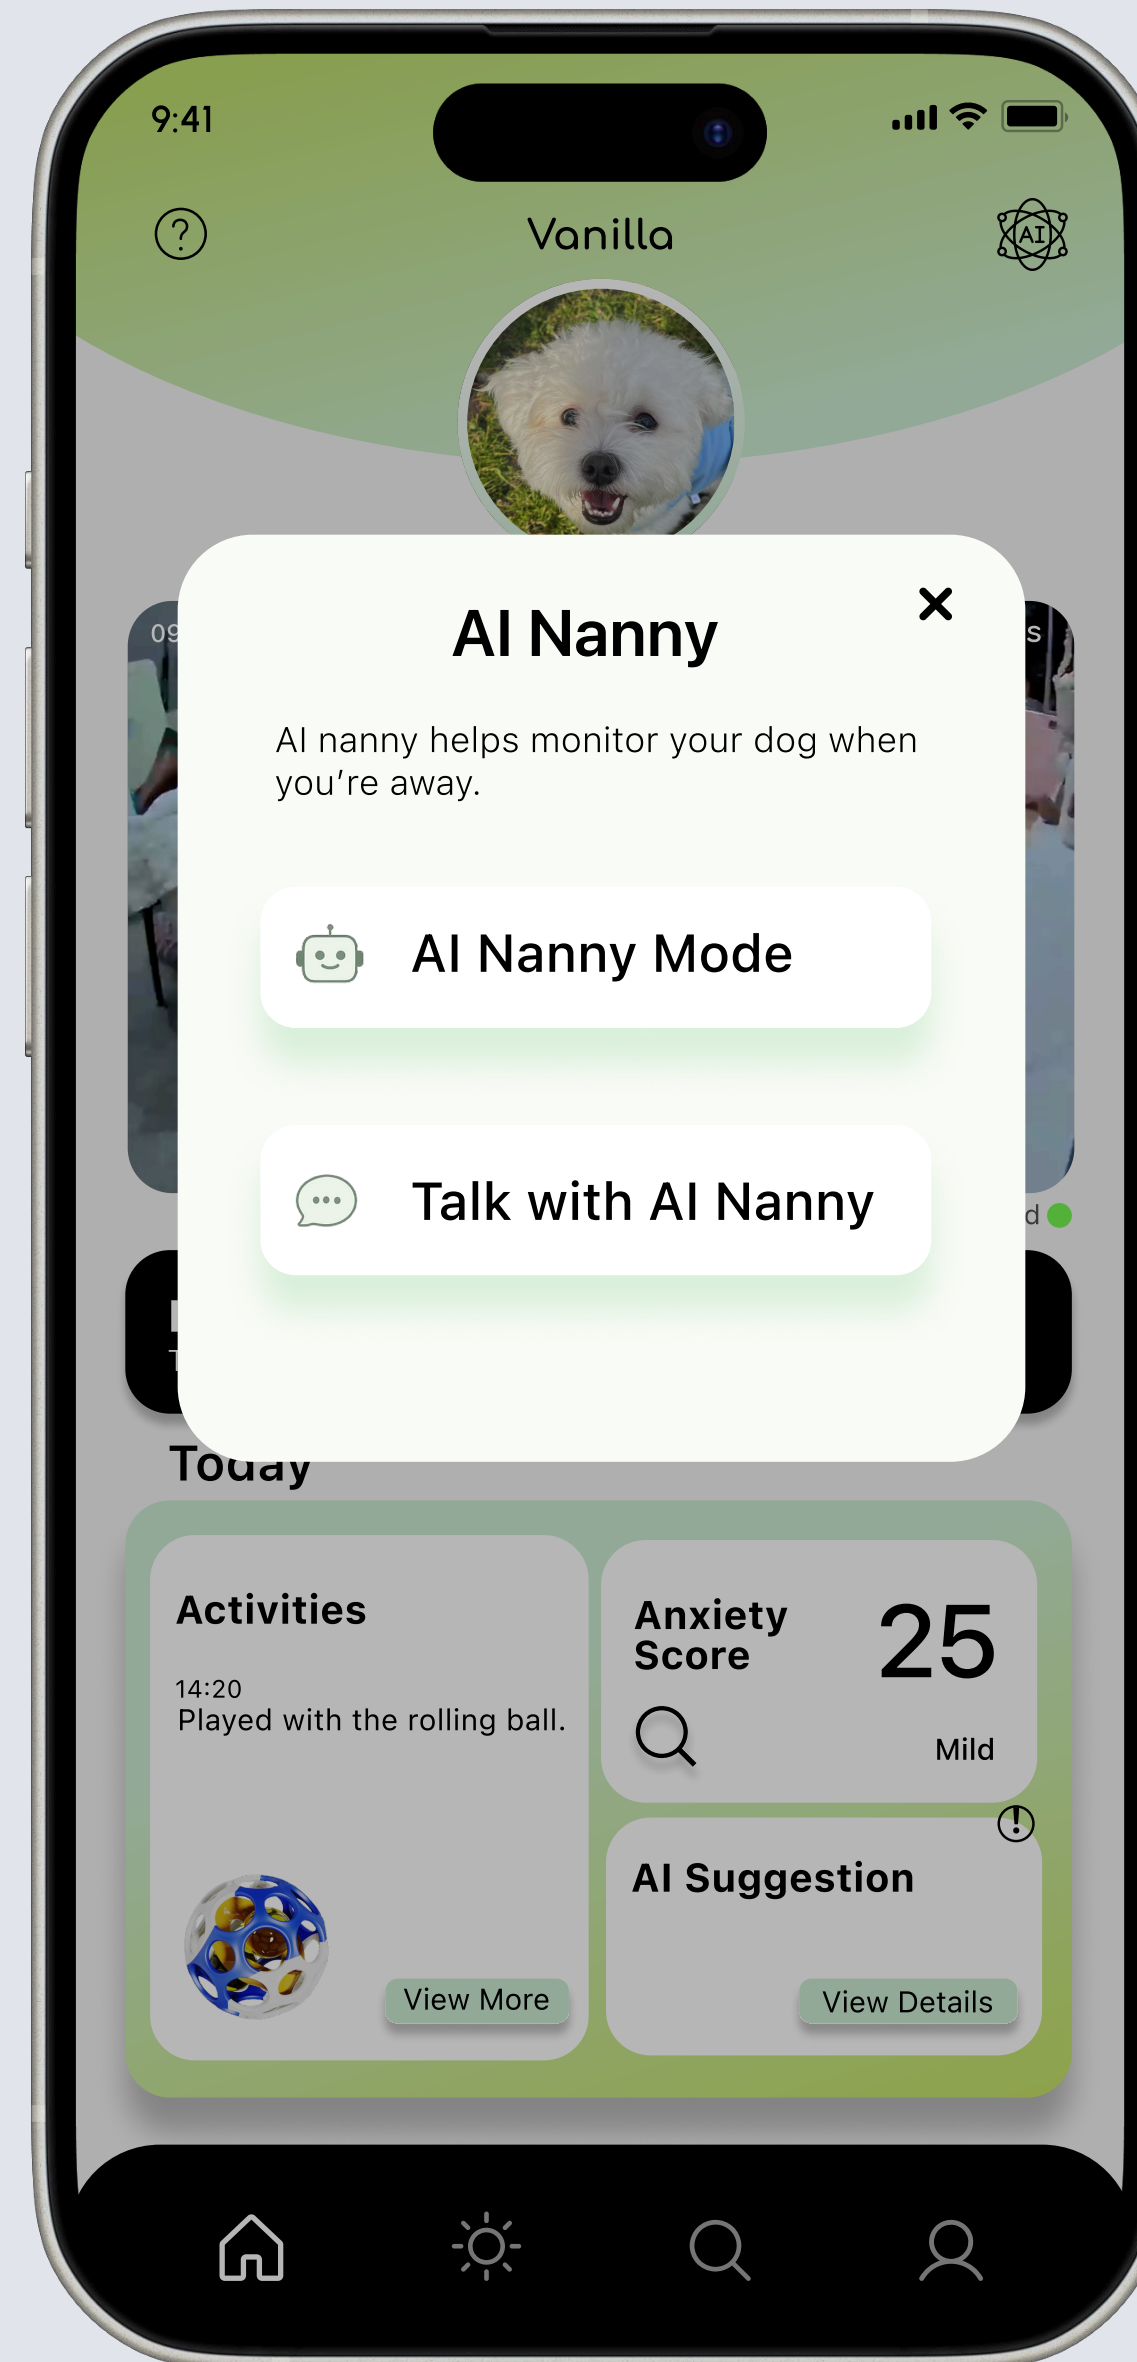 9:41
Vanilla
AI
AI Nanny
AI nanny helps monitor your dog when
you’re away.
AI Nanny Mode
Talk with AI Nanny
Today
Activities
14:20
Played with the rolling ball.
View More
Anxiety
Score
25
Mild
AI Suggestion
View Details